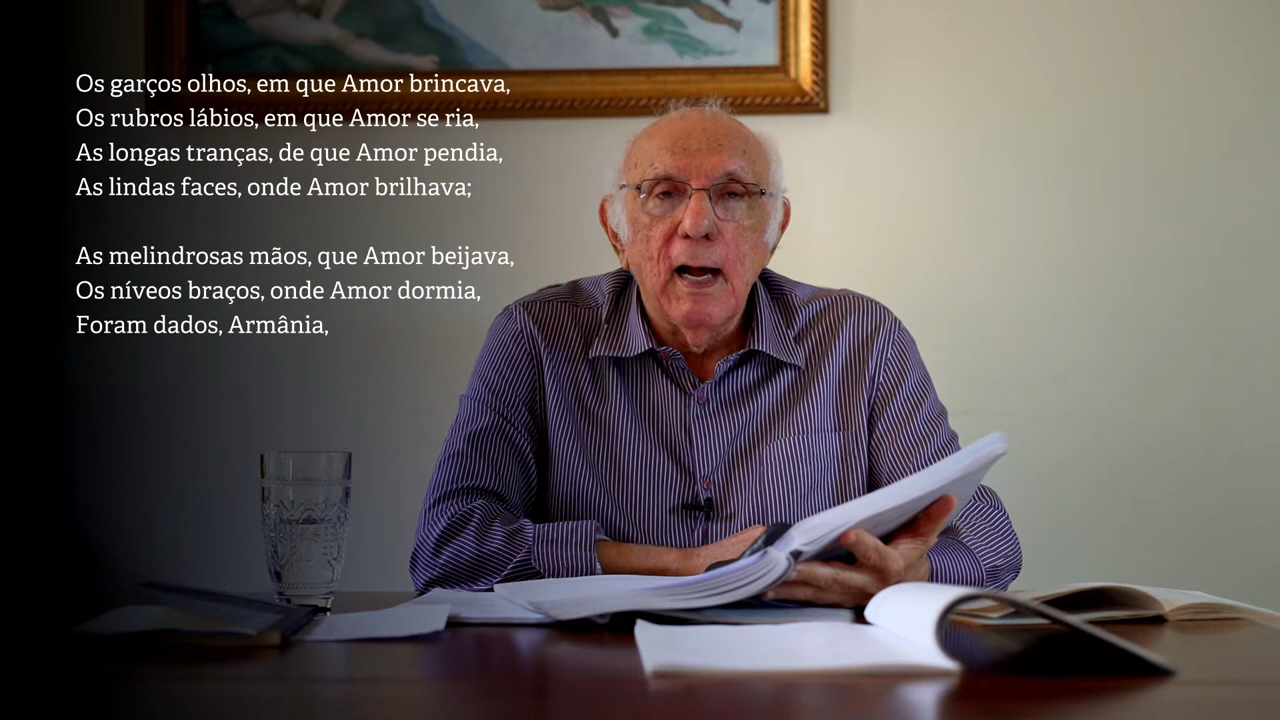 Os garços olhos, em que Amor brincava,
Os rubros lábios, em que Amor se ria,
As longas tranças, de que Amor pendia,
As lindas faces, onde Amor brilhava;
As melindrosas mãos, que Amor beijava,
Os níveos braços, onde Amor dormia,
Foram dados, Armânia,